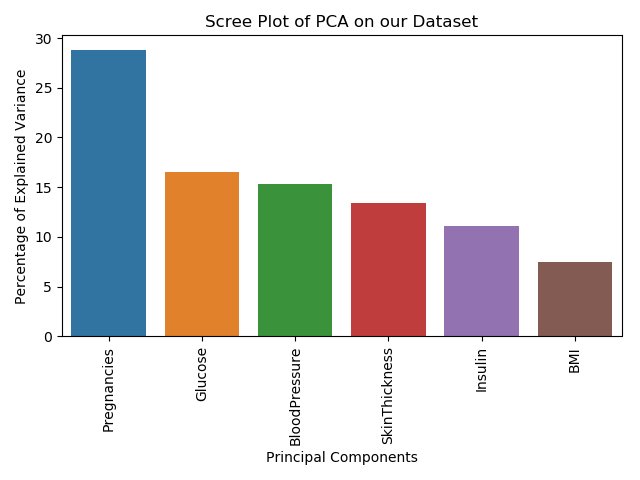 Scree Plot of PCA on our Dataset
Percentage of Explained Variance
30
25
20
15
10
5
0
Pregnancies
Glucose
BloodPressure
SkinThickness
Insulin
BMI
Principal Components